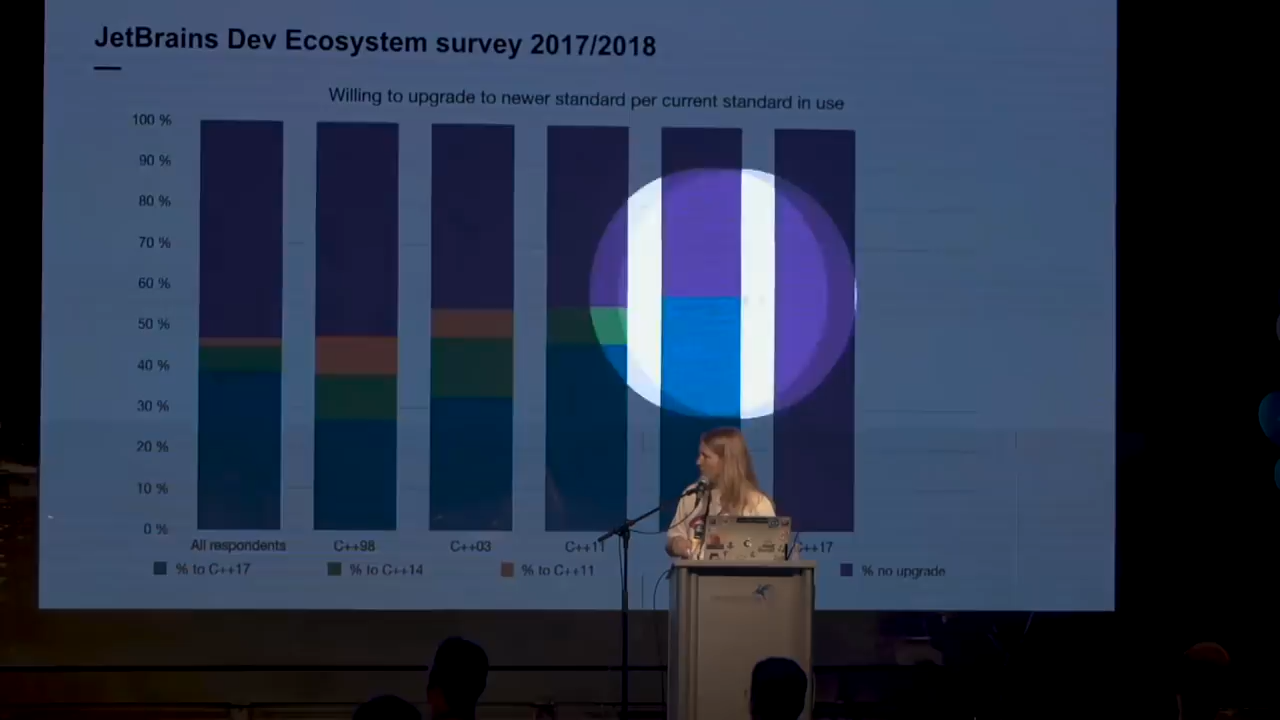 JetBrains Dev Ecosystem survey 2017/2018
Willing to upgrade to newer standard per current standard in use
100 %
90 %
80 %
70 %
60 %
50 %
40 %
30 %
20 %
10 %
0 %
All respondents C++98 C++03 C++11 C++17
% to C++17 % to C++14 % to C++11 % no upgrade